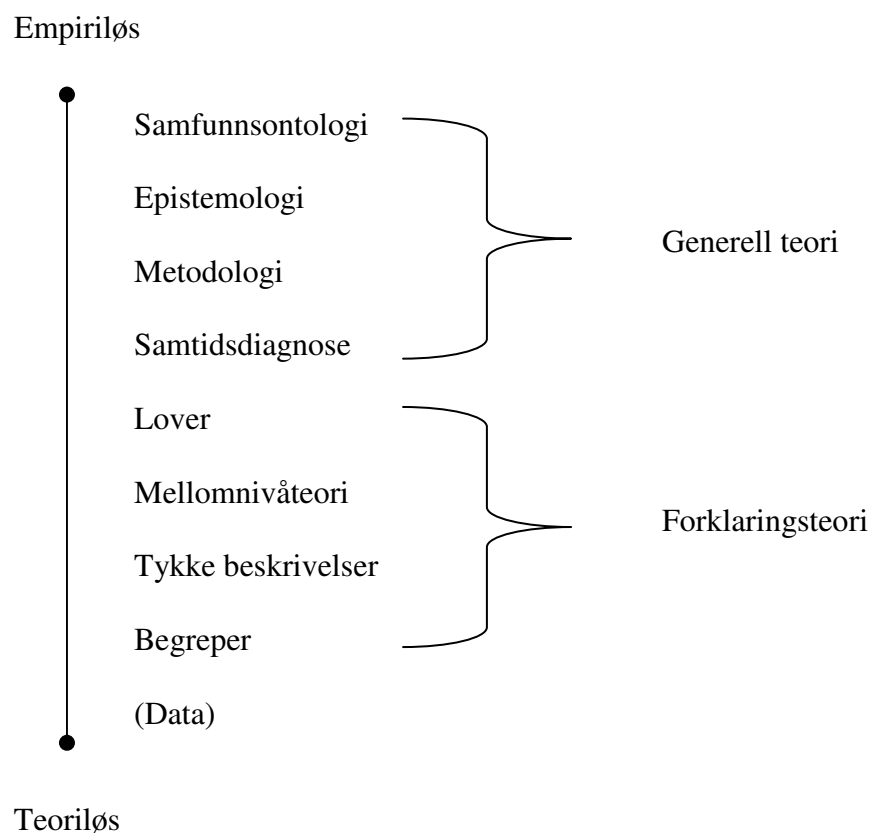 Empiriløs
Samfunnsontologi
Epistemologi
Generell teori
Metodologi
Samtidsdiagnose
Lover
Mellomnivåteori
Forklaringsteori
Tykke beskrivelser
Begreper
(Data)
Teoriløs